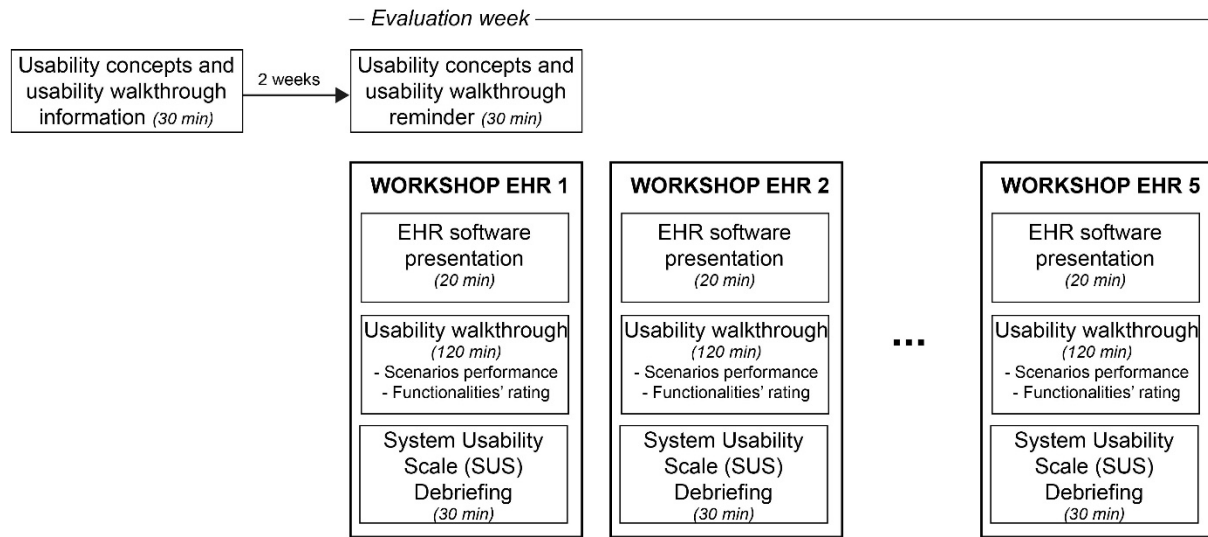 Evaluation week
Usability concepts and
usability walkthrough
information (30 min)
2 weeks
Usability concepts and
usability walkthrough
reminder (30 min)
WORKSHOP EHR 1
EHR software
presentation
(20 min)
Usability walkthrough
(120 min)
- Scenarios performance
- Functionalities' rating
System Usability
Scale (SUS)
Debriefing
(30 min)
WORKSHOP EHR 2
EHR software
presentation
(20 min)
Usability walkthrough
(120 min)
- Scenarios performance
- Functionalities' rating
System Usability
Scale (SUS)
Debriefing
(30 min)
...
WORKSHOP EHR 5
EHR software
presentation
(20 min)
Usability walkthrough
(120 min)
- Scenarios performance
- Functionalities' rating
System Usability
Scale (SUS)
Debriefing
(30 min)